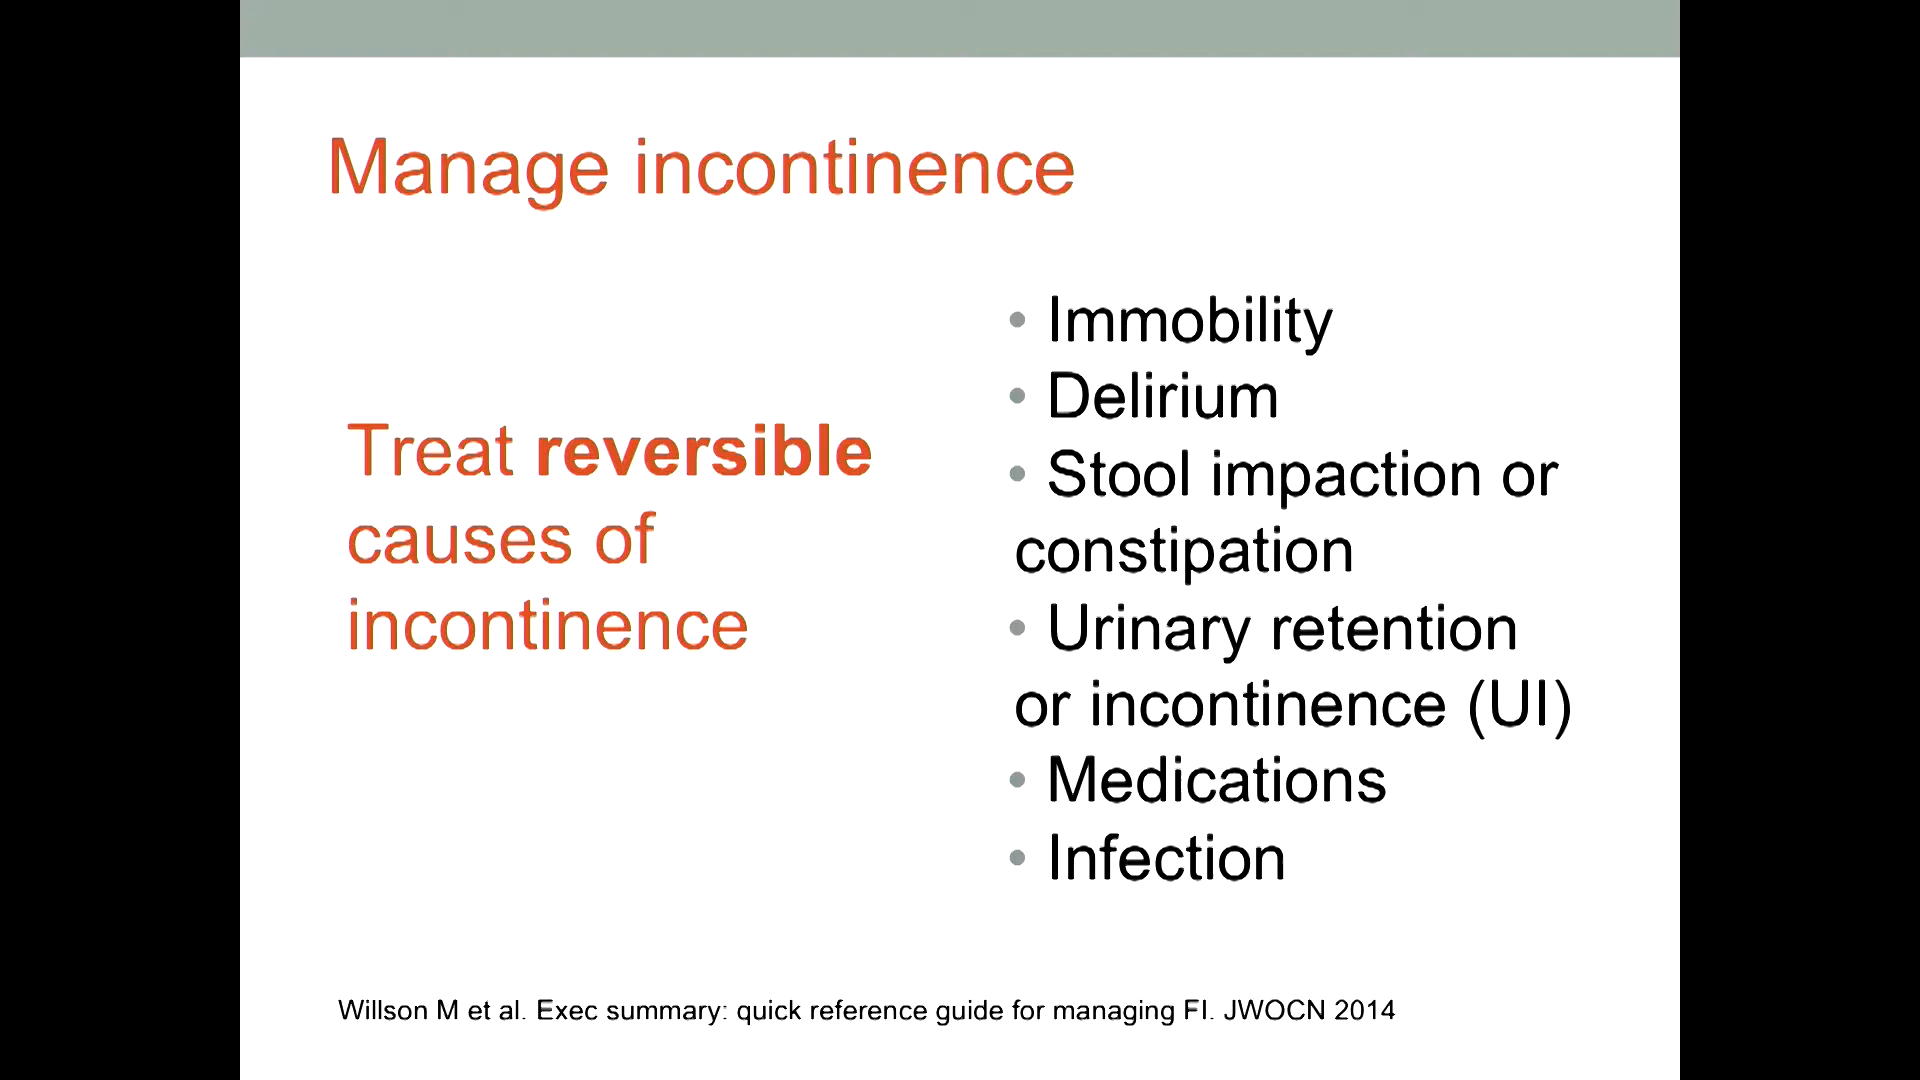 Manage incontinence
Treat reversible
causes of
incontinence
• Immobility
• Delirium
• Stool impaction or
constipation
• Urinary retention
or incontinence (UI)
• Medications
• Infection
Willson M et al. Exec summary: quick reference guide for managing FI. JWOCN 2014